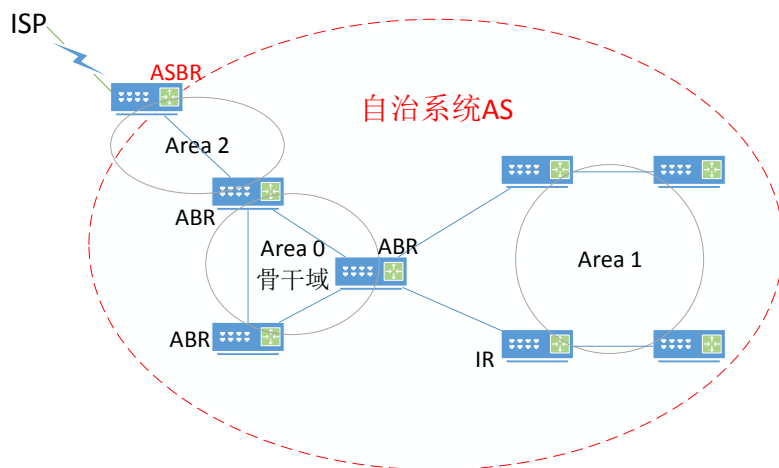 ISP
ASBR
自治系统AS
Area 2
ABR
Area 0
骨干域
ABR
Area 1
ABR
IR